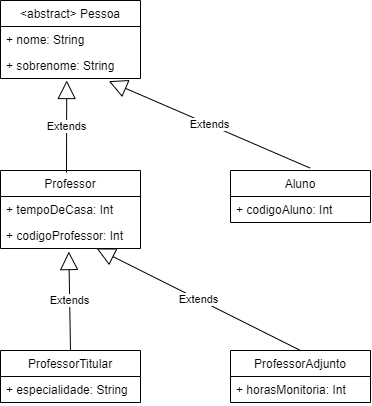 <abstract> Pessoa
+ nome: String
+ sobrenome: String
Extends
Extends
Professor
+ tempoDeCasa: Int
+ codigoProfessor: Int
Aluno
+ codigoAluno: Int
Extends
Extends
ProfessorTitular
+ especialidade: String
ProfessorAdjunto
+ horasMonitoria: Int